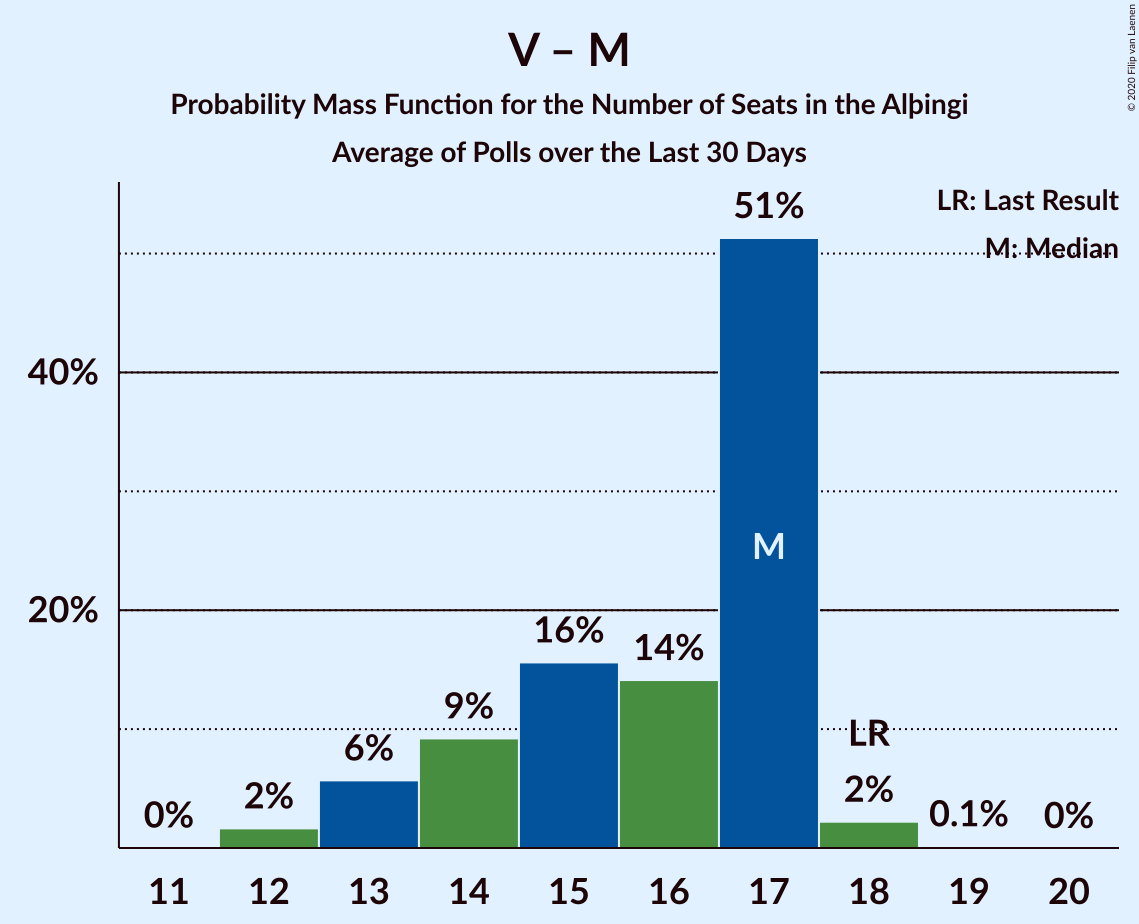 V – M
Probability Mass Function for the Number of Seats in the Alþingi
Average of Polls over the Last 30 Days
© 2020 Filip van Laenen
LR: Last Result
M: Median
51%
40%
M
20%
16%
14%
9%
LR
6%
2%
2%
0%
0.1%
0%
11 12 13 14 15 16 17 18 19 20